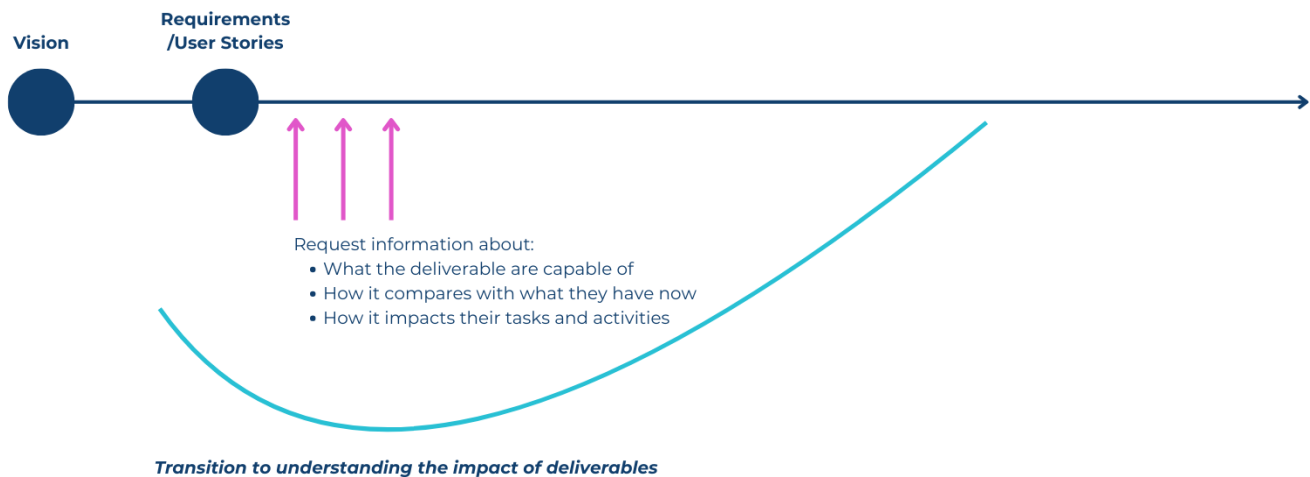 Vision
Requirements
/User Stories
Request information about:
• What the deliverable are capable of
• How it compares with what they have now
• How it impacts their tasks and activities
Transition to understanding the impact of deliverables